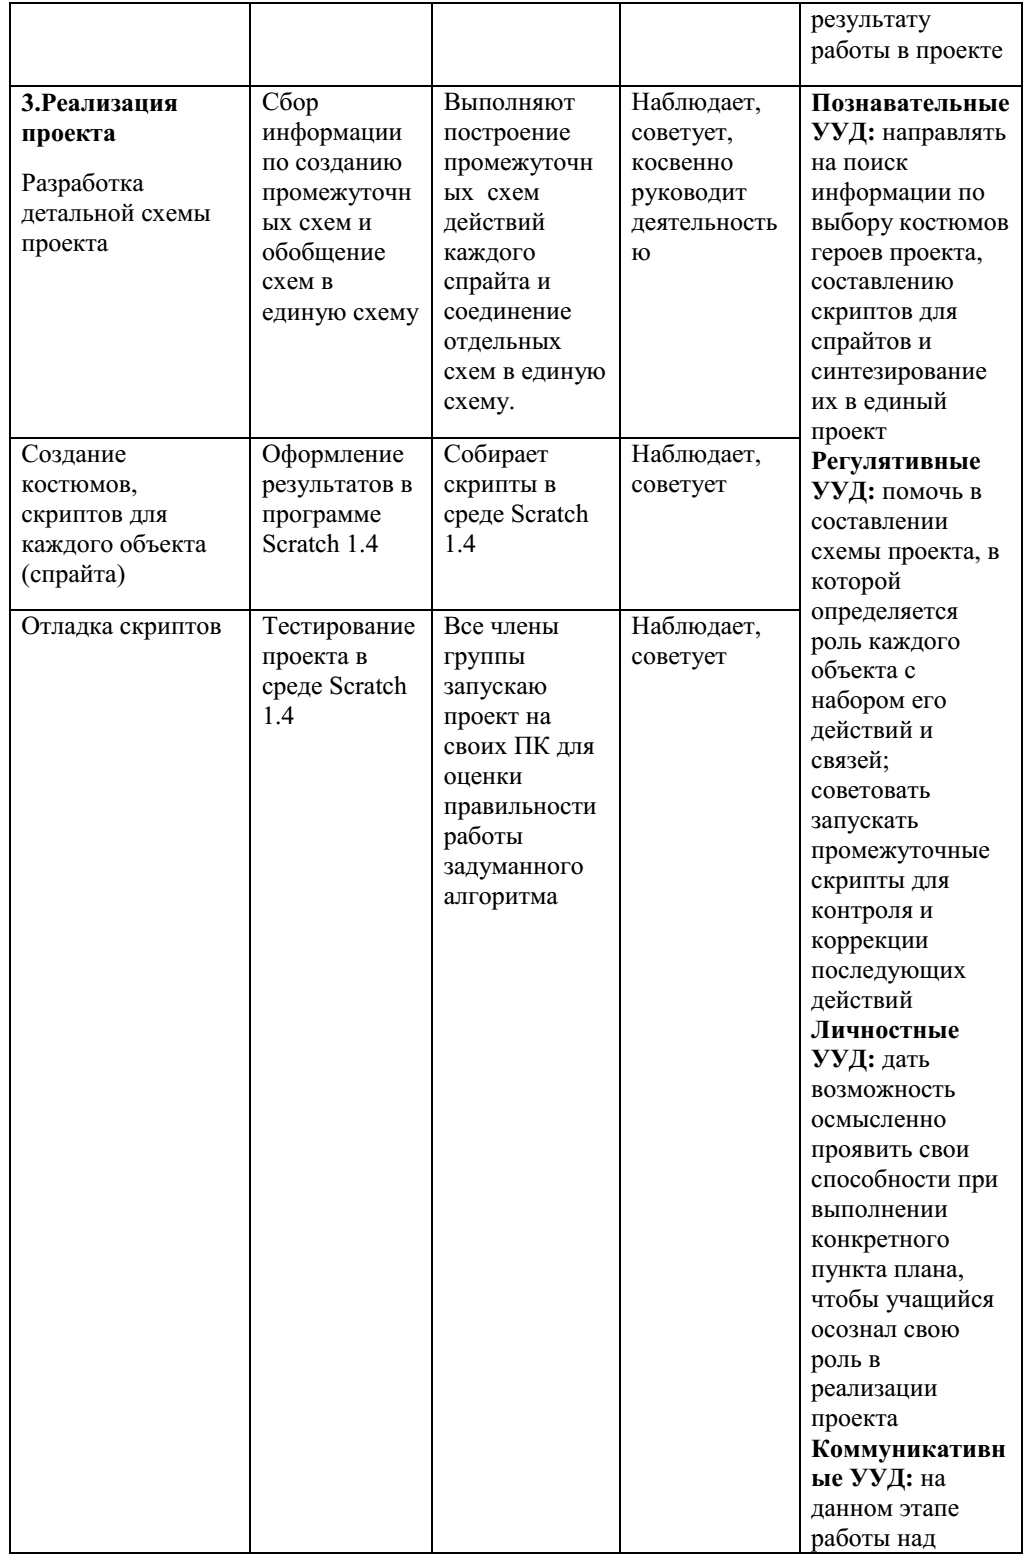 результату
работы в проекте
3.Реализация
проекта
Разработка
детальной схемы
проекта
Сбор
информации
по созданию
промежуточн
ых схем и
обобщение
схем в
единую схему
Выполняют
построение
промежуточн
ых схем
действий
каждого
спрайта и
соединение
отдельных
схем в единую
схему.
Наблюдает,
советует,
косвенно
руководит
деятельность
ю
Познавательные
УУД: направлять
на поиск
информации по
выбору костюмов
героев проекта,
составлению
скриптов для
спрайтов и
синтезирование
их в единый
проект
Регулятивные
УУД: помочь в
составлении
схемы проекта, в
которой
определяется
роль каждого
объекта с
набором его
действий и
связей;
советовать
запускать
промежуточные
скрипты для
контроля и
коррекции
последующих
действий
Личностные
УУД: дать
возможность
осмысленно
проявить свои
способности при
выполнении
конкретного
пункта плана,
чтобы учащийся
осознал свою
роль в
реализации
проекта
Коммуникативн
ые УУД: на
данном этапе
работы над
Создание
костюмов,
скриптов для
каждого объекта
(спрайта)
Оформление
результатов в
программе
Scratch 1.4
Собирает
скрипты в
среде Scratch
1.4
Наблюдает,
советует
Отладка скриптов
Тестирование
проекта в
среде Scratch
1.4
Все члены
группы
запускаю
проект на
своих ПК для
оценки
правильности
работы
задуманного
алгоритма
Наблюдает,
советует